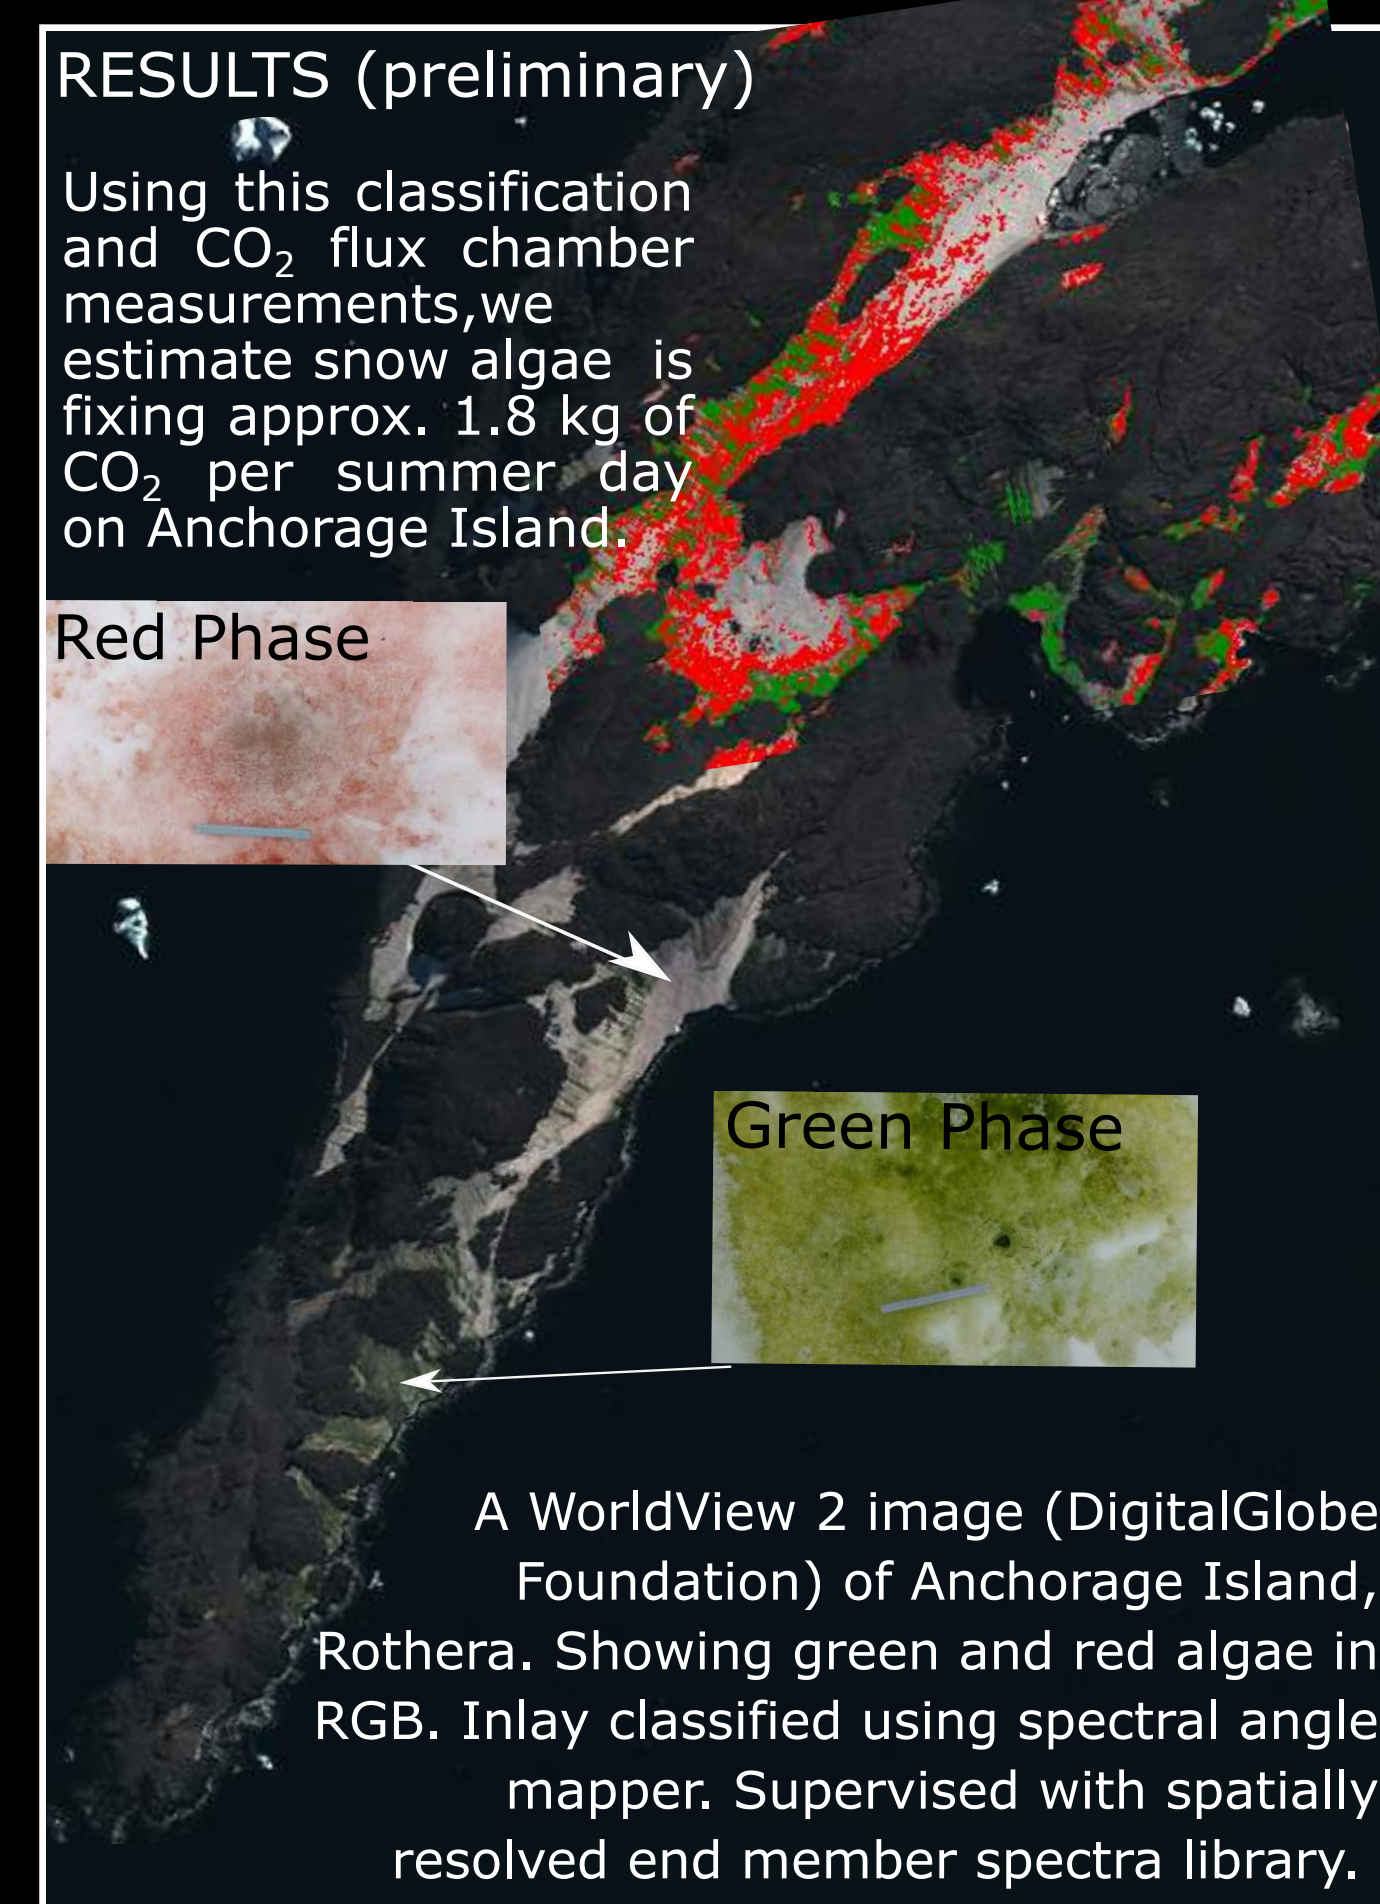 RESULTS (preliminary)
Using this classification
and CO₂ flux chamber
measurements,we
estimate snow algae is
fixing approx. 1.8 kg of
CO₂ per summer day
on Anchorage Island.
Red Phase
Green Phase
A WorldView 2 image (DigitalGlobe
Foundation) of Anchorage Island,
Rothera. Showing green and red algae in
RGB. Inlay classified using spectral angle
mapper. Supervised with spatially
resolved end member spectra library.